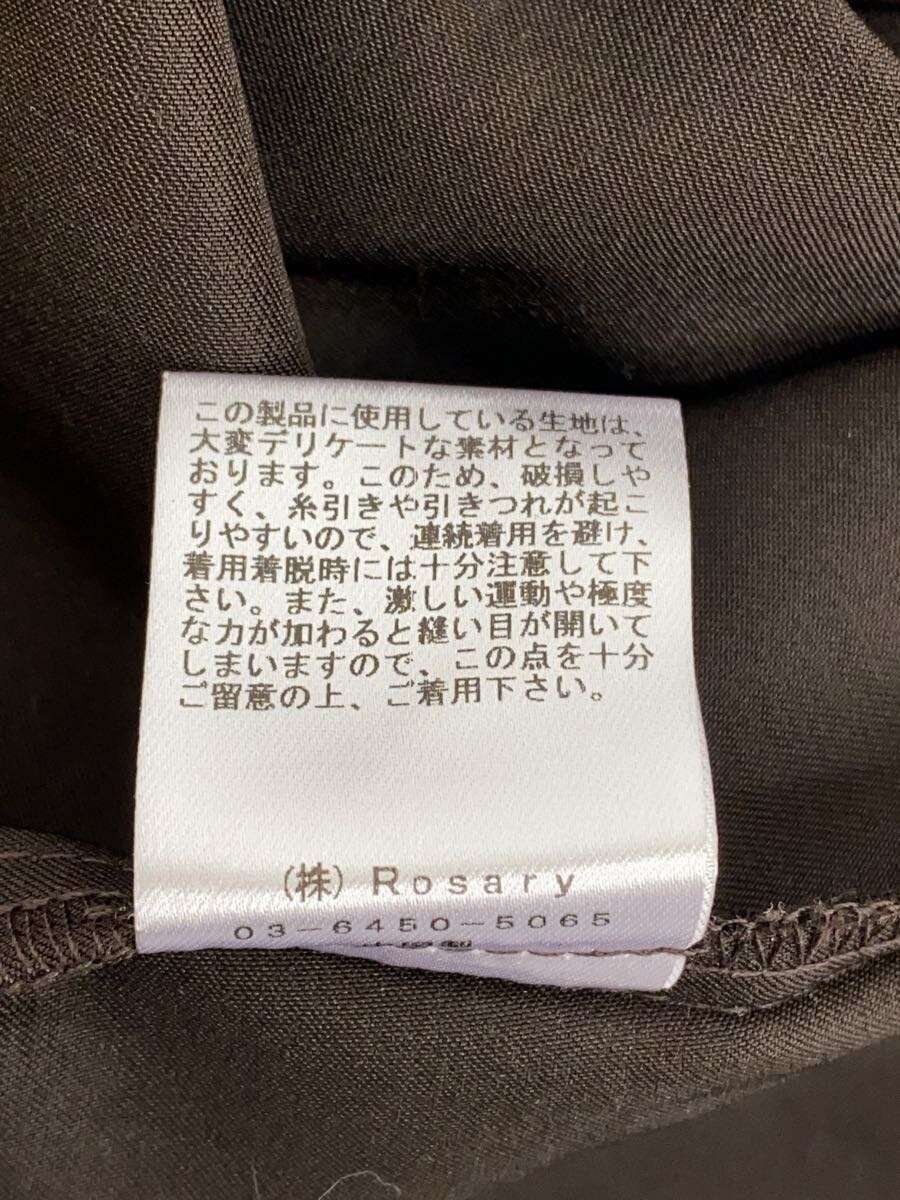 この製品に使用している生地は、
大変デリケートな素材となって
おります。このため、破損しや
すく、糸引きや引きつれが起こ
りやすいので、連続着用を避け、
着用着脱時には十分注意して下
さい。また、激しい運動や極度
な力が加わると縫い目が開いて
しまいますので、この点を十分
ご留意の上、ご着用下さい。
(株) Rosary
03-6450-5065